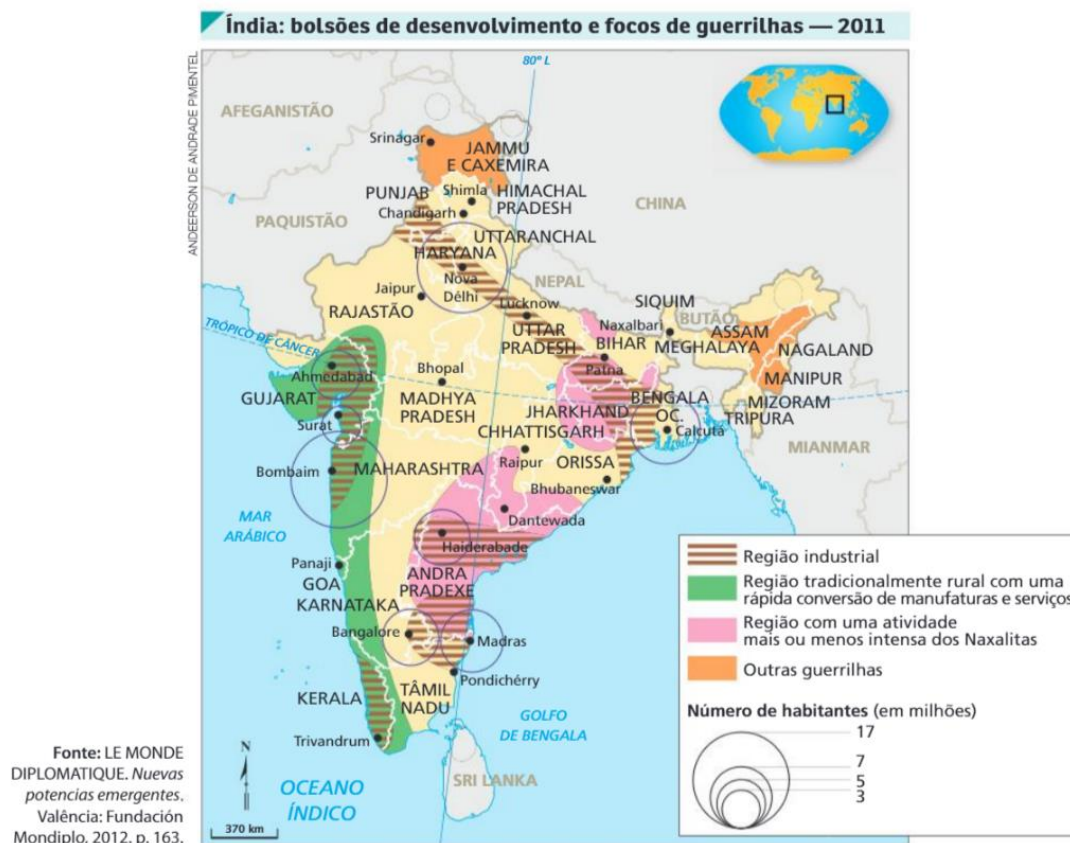 Índia: bolsões de desenvolvimento e focos de guerrilhas — 2011
ANDEERSON DE ANDRADE PIMENTEL
80º L
AFEGANISTÃO
Srinagar
JAMMU
E CAXEMIRA
PUNJAB
Shimla
HIMACHAL
PRADESH
Chandigarh
CHINA
PAQUISTÃO
UTTARANCHAL
HARYANA
Nova
Délhi
NEPAL
Jaipur
RAJASTÃO
Lucknow
SIQUIM
BUTÃO
UTTAR
PRADESH
Naxalbari
BIHAR
ASSAM
MEGHALAYA
NAGALAND
TRÓPICO DE CÂNCER
Patna
Ahmedabad
Bhopal
MANIPUR
GUJARAT
MADHYA
PRADESH
BENGALA
OC.
MIZORAM
TRIPURA
JHARKHAND
Surat
CHHATTISGARH
Calcutá
MIANMAR
Bombaim
MAHARASHTRA
Raipur
ORISSA
Bhubaneswar
MAR
ARÁBICO
Dantewada
Haiderabade
Panaji
GOA
ANDRA
PRADEXE
KARNATAKA
Bangalore
Madras
Pondichérry
KERALA
TÂMIL
NADU
GOLFO
DE BENGALA
Trivandrum
SRI LANKA
OCEANO
ÍNDICO
N
370 km
Região industrial
Região tradicionalmente rural com uma
rápida conversão de manufaturas e serviços
Região com uma atividade
mais ou menos intensa dos Naxalitas
Outras guerrilhas
Número de habitantes (em milhões)
17
7
5
3
Fonte: LE MONDE
DIPLOMATIQUE. Nuevas
potencias emergentes.
Valência: Fundación
Mondiplo, 2012. p. 163.